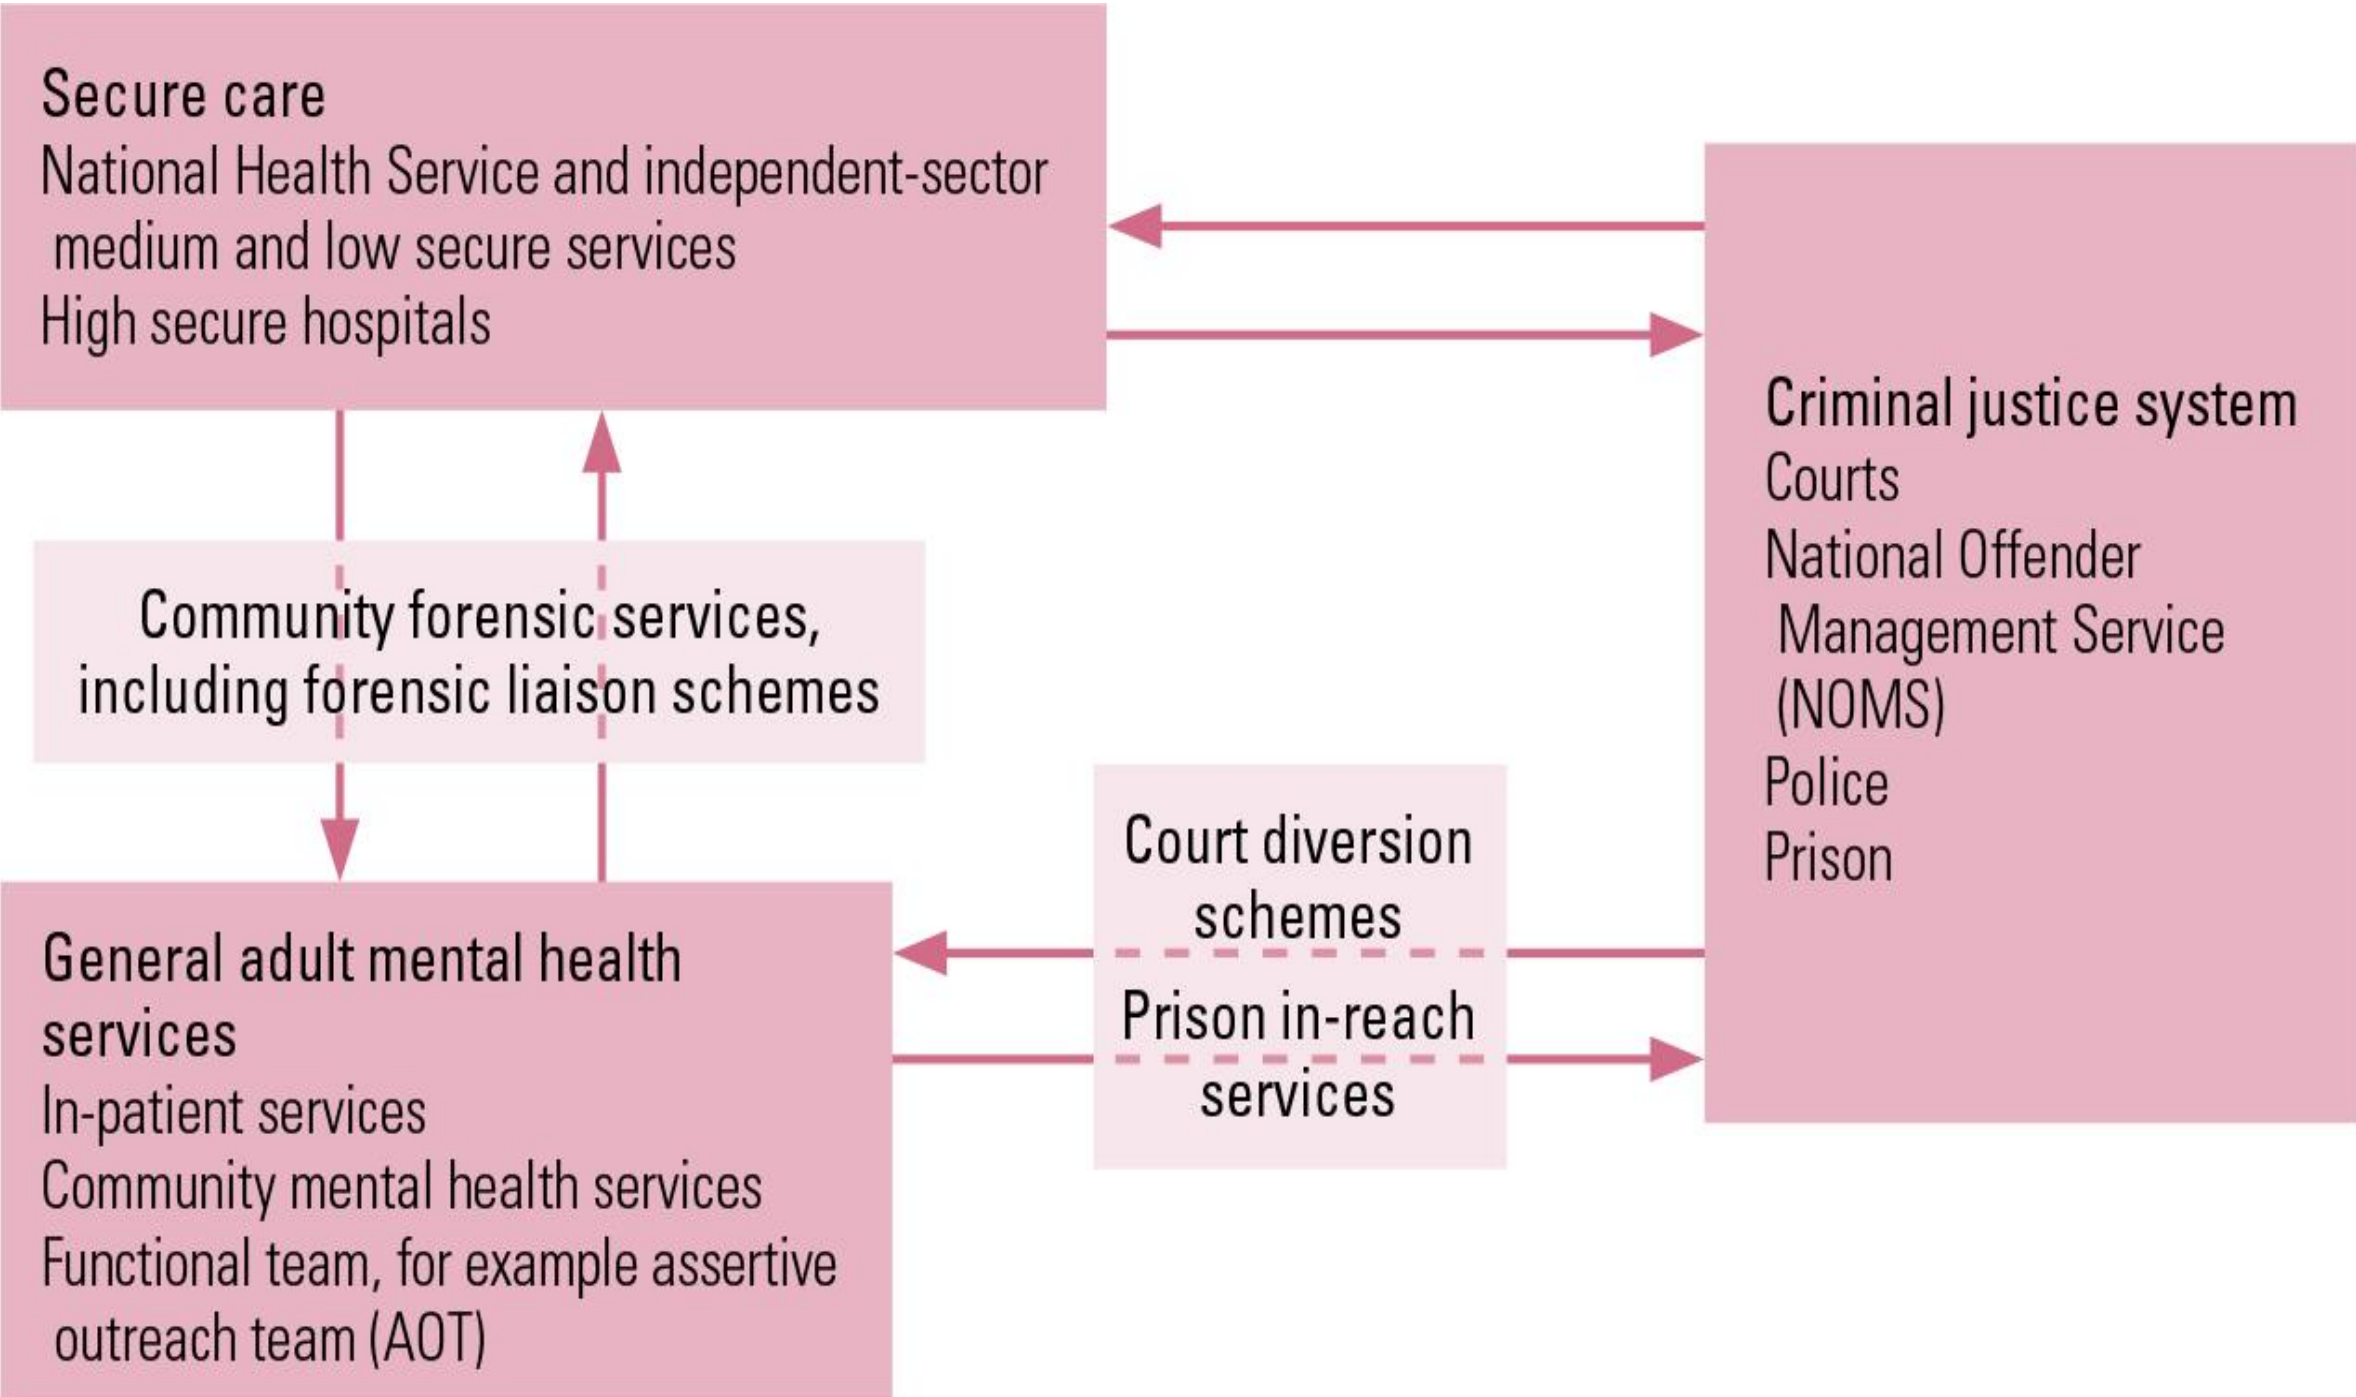 Secure care
National Health Service and independent-sector
medium and low secure services
High secure hospitals
Criminal justice system
Courts
National Offender
Management Service
(NOMS)
Police
Prison
Community forensic services,
including forensic liaison schemes
Court diversion
schemes
Prison in-reach
services
General adult mental health
services
In-patient services
Community mental health services
Functional team, for example assertive
outreach team (AOT)